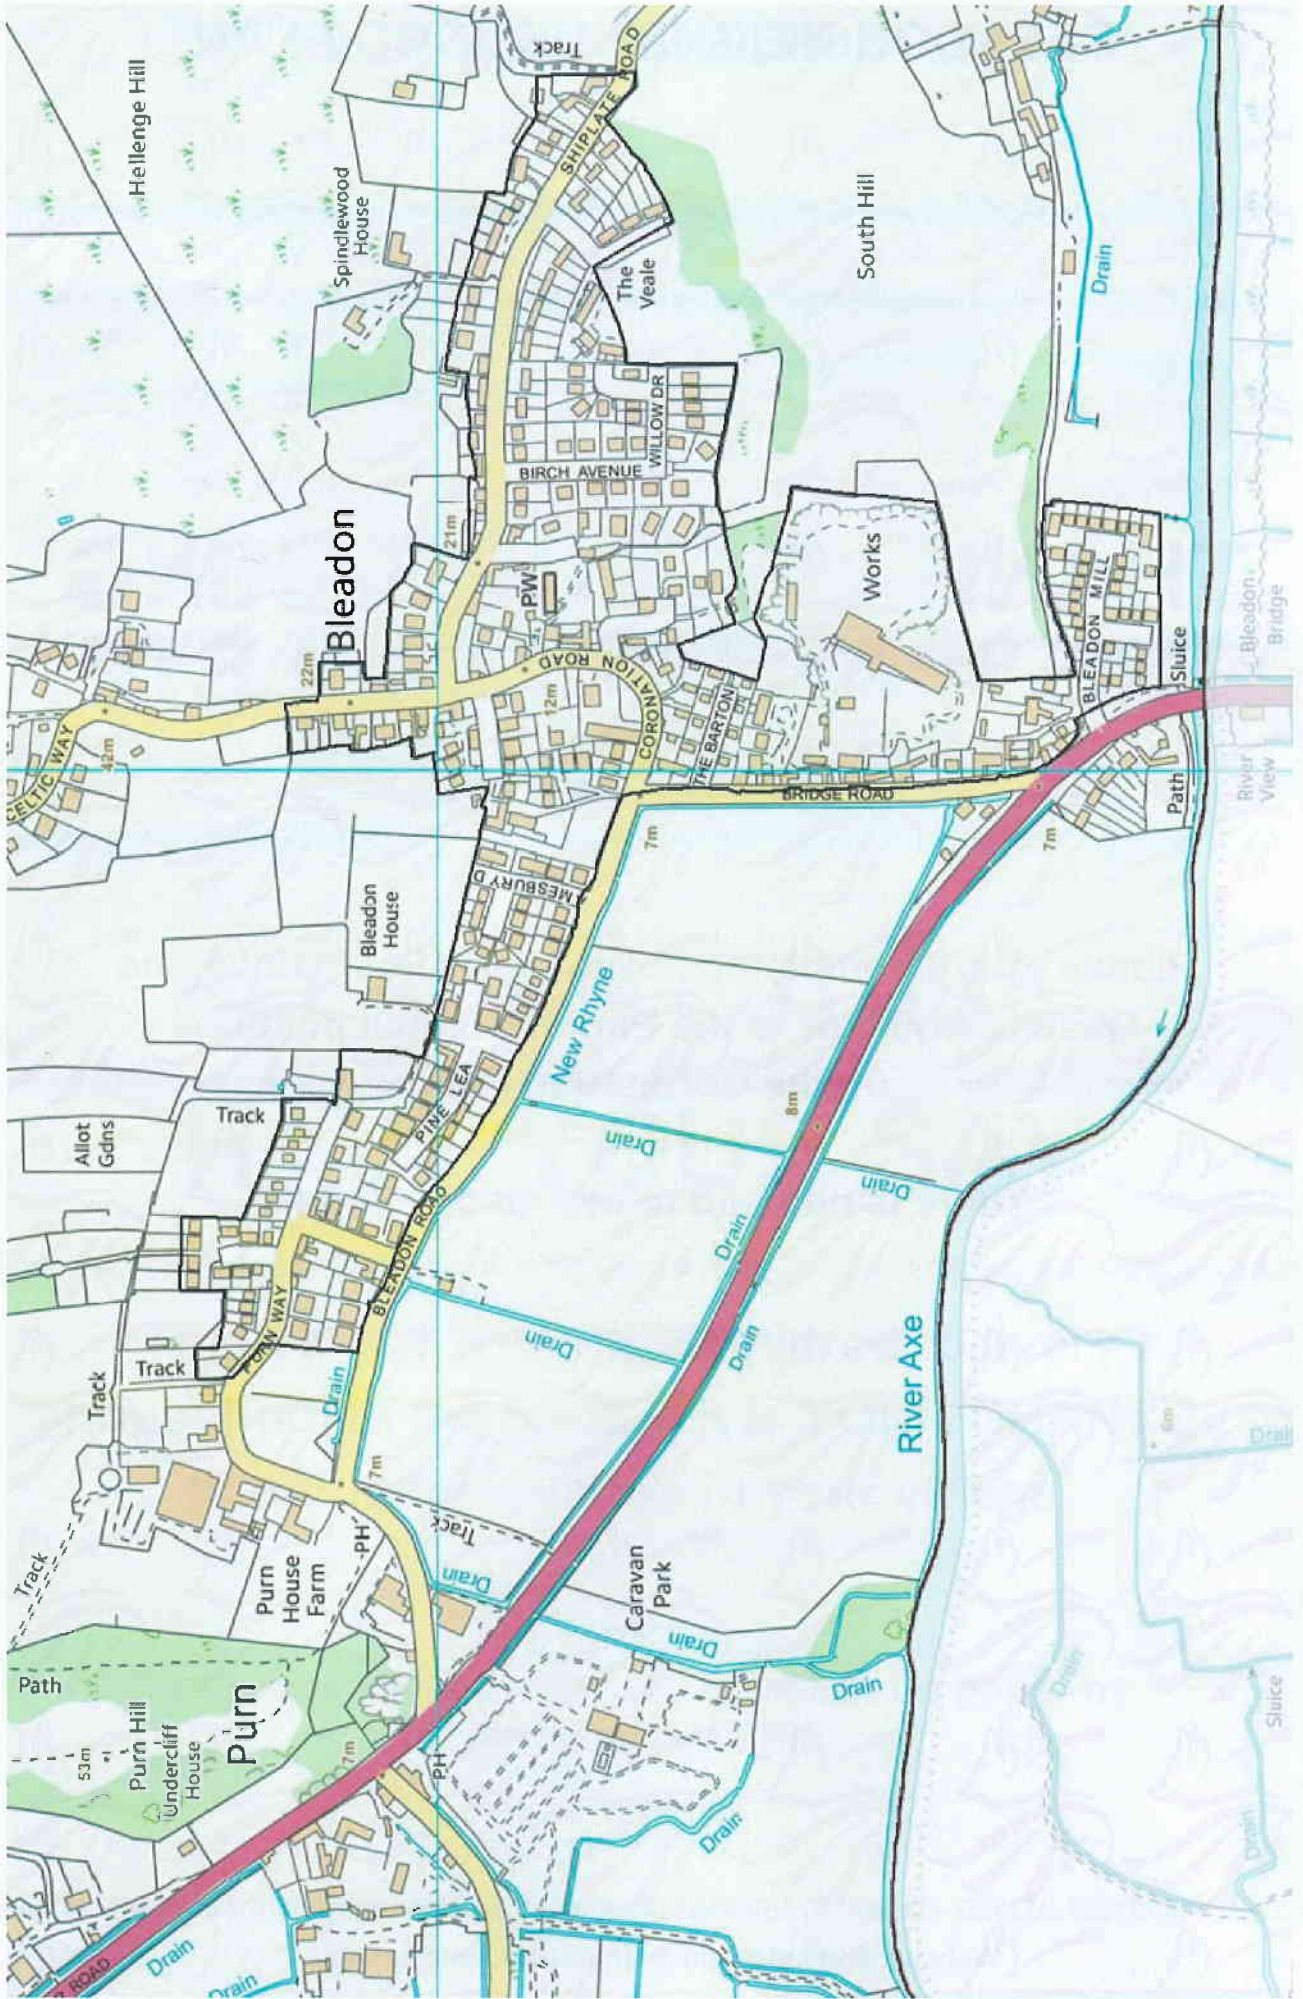 Track
SHIPLATE ROAD
Hellenge Hill
Spindlewood
House
South Hill
Drain
The
Veale
WILLOW DR
BIRCH AVENUE
Bleadon
21m
PW
Works
BLEADON MILL
Sluice
Bleadon
Bridge
22m
CORONATION ROAD
12m
THE BARTON
CELTIC WAY
42m
BRIDGE ROAD
Path
River
View
7m
7m
AMESBURY D
Bleadon
House
New Rhyne
PINE LEA
Track
Allot
Gdns
8m
Drain
Drain
Drain
BLEADON ROAD
PURN WAY
Drain
Drain
Drain
River Axe
Track
Track
7m
6m
Drai
Track
PH
Track
Purn
House
Farm
Drain
Caravan
Park
Drain
Drain
Drain
Sluice
Path
Purn Hill
53m
Undercliff
House
Purn
7m
PH
Drain
Drain
ROAD
Drain
Drain